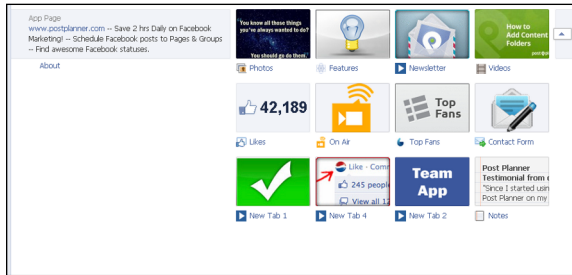 App Page
www.postplanner.com -- Save 2 hrs Daily on Facebook
Marketing! -- Schedule Facebook posts to Pages & Groups
-- Find awesome Facebook statuses.
About
You know all those things
you've always wanted to do?
You should go do them.
Photos
Features
Newsletter
How to
Add Content
Folders
Videos
42,189
Likes
On Air
Top
Fans
Top Fans
Contact Form
New Tab 1
Like · Comm
245 people
View all 12
New Tab 4
Team
App
New Tab 2
Post Planner
Testimonial from
"Since I started usin
Post Planner on my
Notes